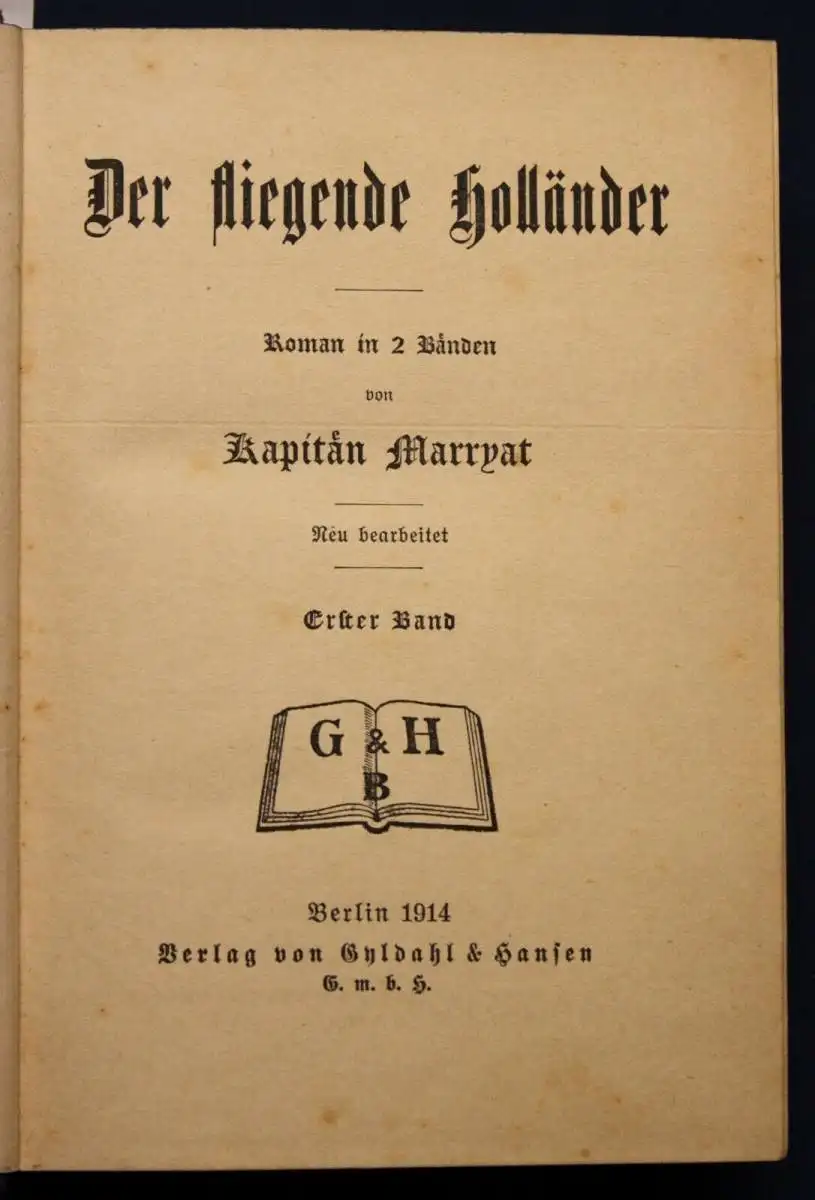 Der fliegende Holländer
Roman in 2 Bänden
von
Kapitän Marryat
Neu bearbeitet
Erster Band
G & H
B
Berlin 1914
Verlag von Gyldahl & Hansen
G. m. b. H.